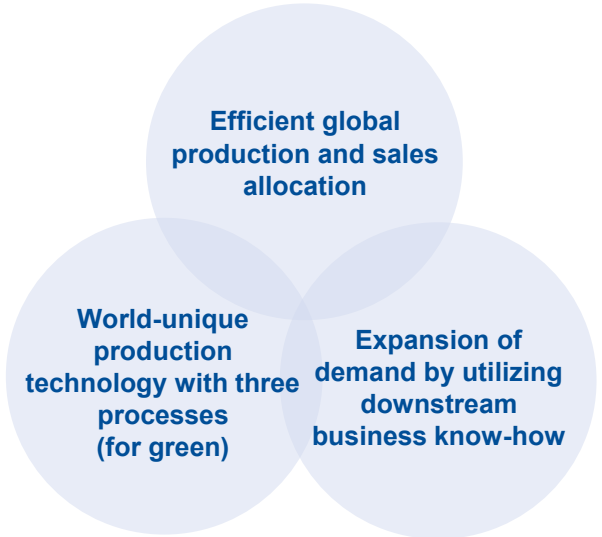 Efficient global
production and sales
allocation
World-unique
production
technology with three
processes
(for green)
Expansion of
demand by utilizing
downstream
business know-how